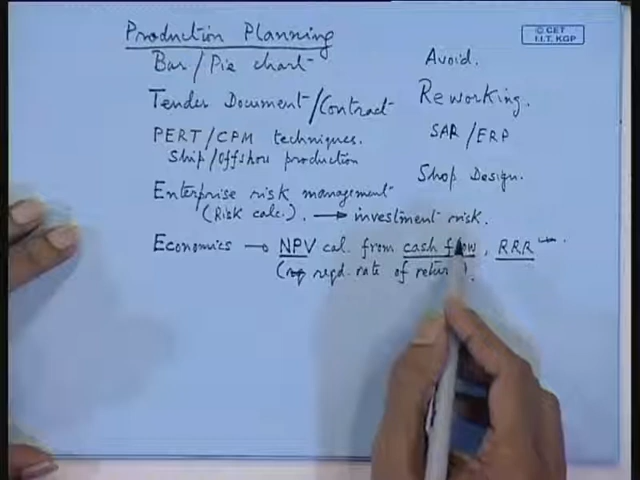 Production Planning
© CET
I.I.T. KGP
Bar/Pie chart
Avoid.
Tender Document/Contract
Reworking.
PERT/CPM techniques.
SAP/ERP
Ship/Offshore production
Shop Design.
Enterprise risk management
(Risk calc.). → investment risk.
Economics → NPV cal. from cash flow, RRR
( reqd. rate of return).